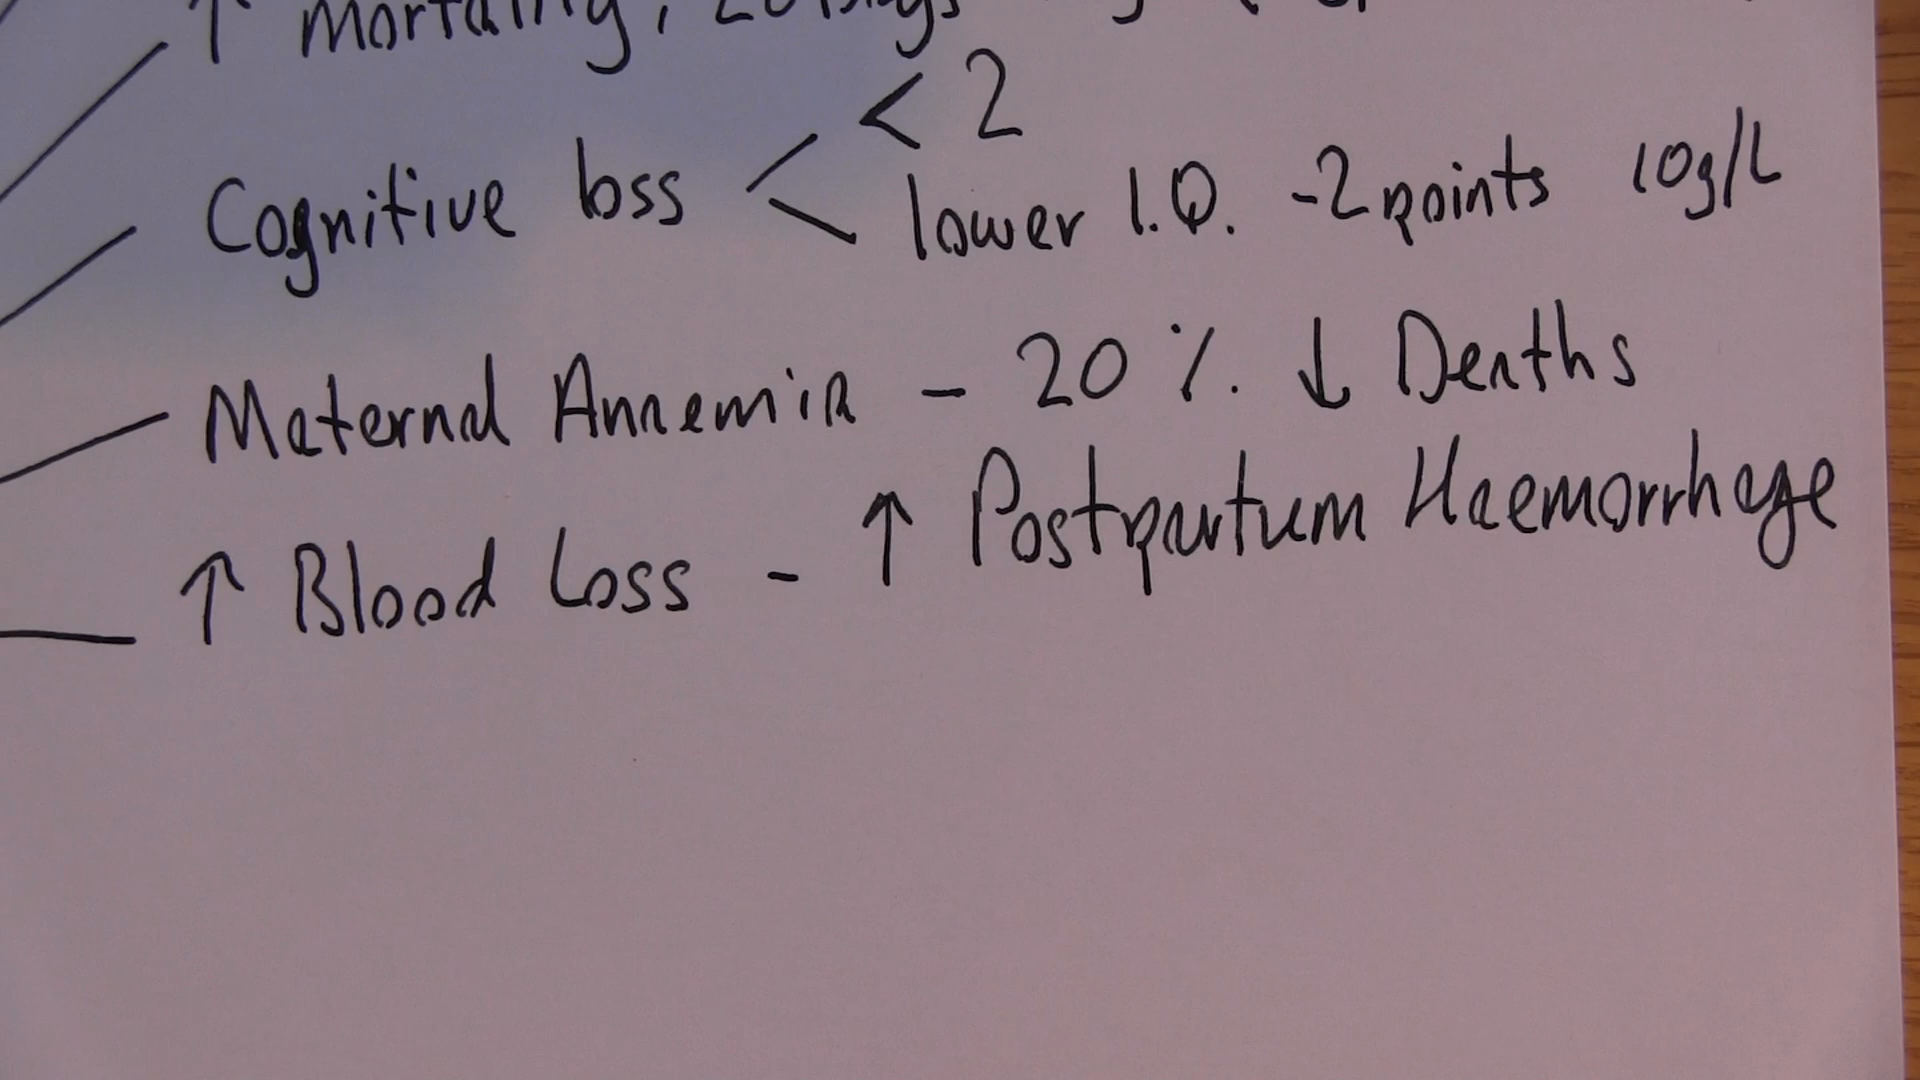 ↑ Mortality,
Cognitive loss < < 2
lower I.Q. -2 points 10g/L
Maternal Anaemia - 20 %. ↓ Deaths
↑ Blood Loss - ↑ Postpartum Haemorrhage